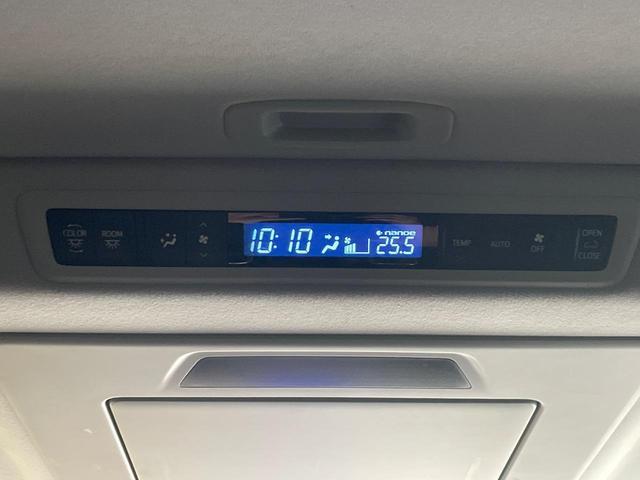 COLOR ROOM 10:10 nanoe 25.5 TEMP AUTO OFF OPEN
CLOSE